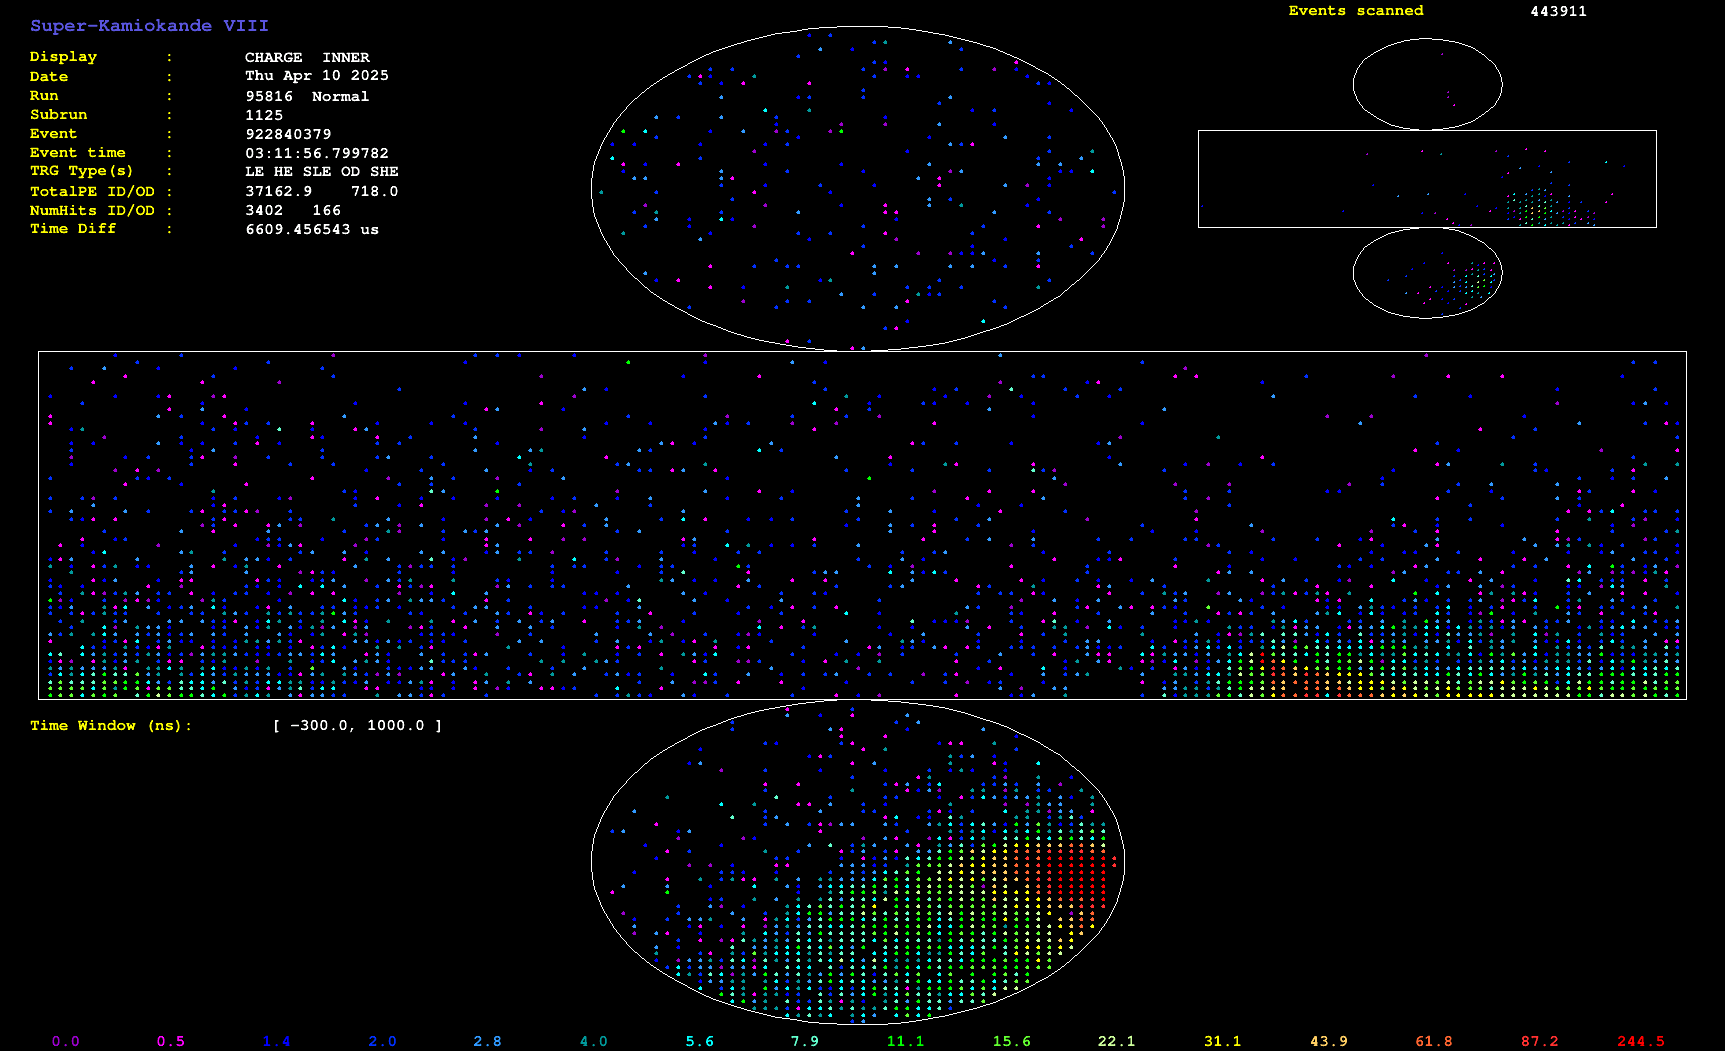 Super-Kamiokande VIII
Events scanned 443911
Display : CHARGE INNER
Date : Thu Apr 10 2025
Run : 95816 Normal
Subrun : 1125
Event : 922840379
Event time : 03:11:56.799782
TRG Type(s) : LE HE SLE OD SHE
TotalPE ID/OD : 37162.9 718.0
NumHits ID/OD : 3402 166
Time Diff : 6609.456543 us
Time Window (ns): [ -300.0, 1000.0 ]
0.0 0.5 1.4 2.0 2.8 4.0 5.6 7.9 11.1 15.6 22.1 31.1 43.9 61.8 87.2 244.5